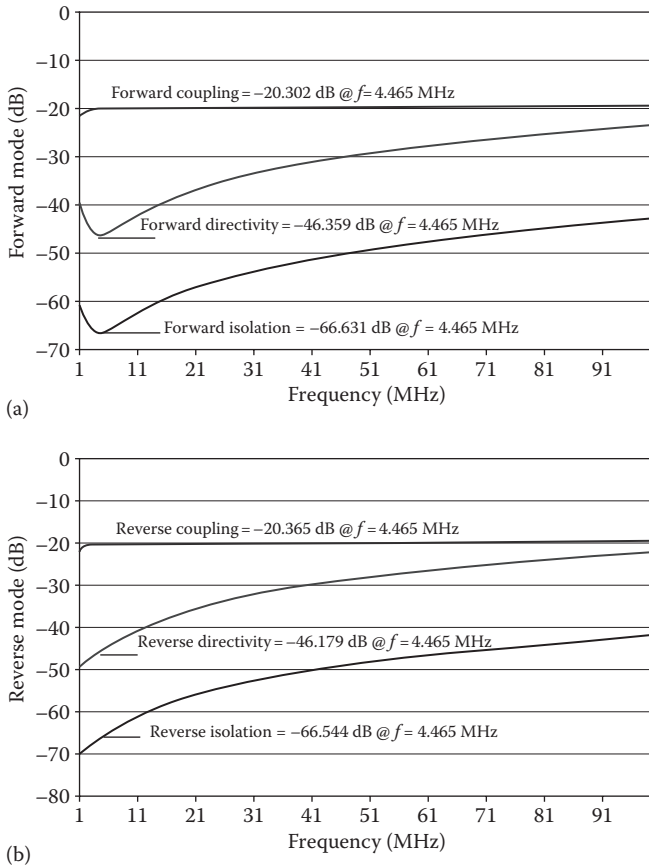 0
−10
−20
−30
−40
−50
−60
−70
Forward mode (dB)
Forward coupling = −20.302 dB @ f = 4.465 MHz
Forward directivity = −46.359 dB @ f = 4.465 MHz
Forward isolation = −66.631 dB @ f = 4.465 MHz
1 11 21 31 41 51 61 71 81 91
Frequency (MHz)
(a)
0
−10
−20
−30
−40
−50
−60
−70
−80
Reverse mode (dB)
Reverse coupling = −20.365 dB @ f = 4.465 MHz
Reverse directivity = −46.179 dB @ f = 4.465 MHz
Reverse isolation = −66.544 dB @ f = 4.465 MHz
1 11 21 31 41 51 61 71 81 91
Frequency (MHz)
(b)